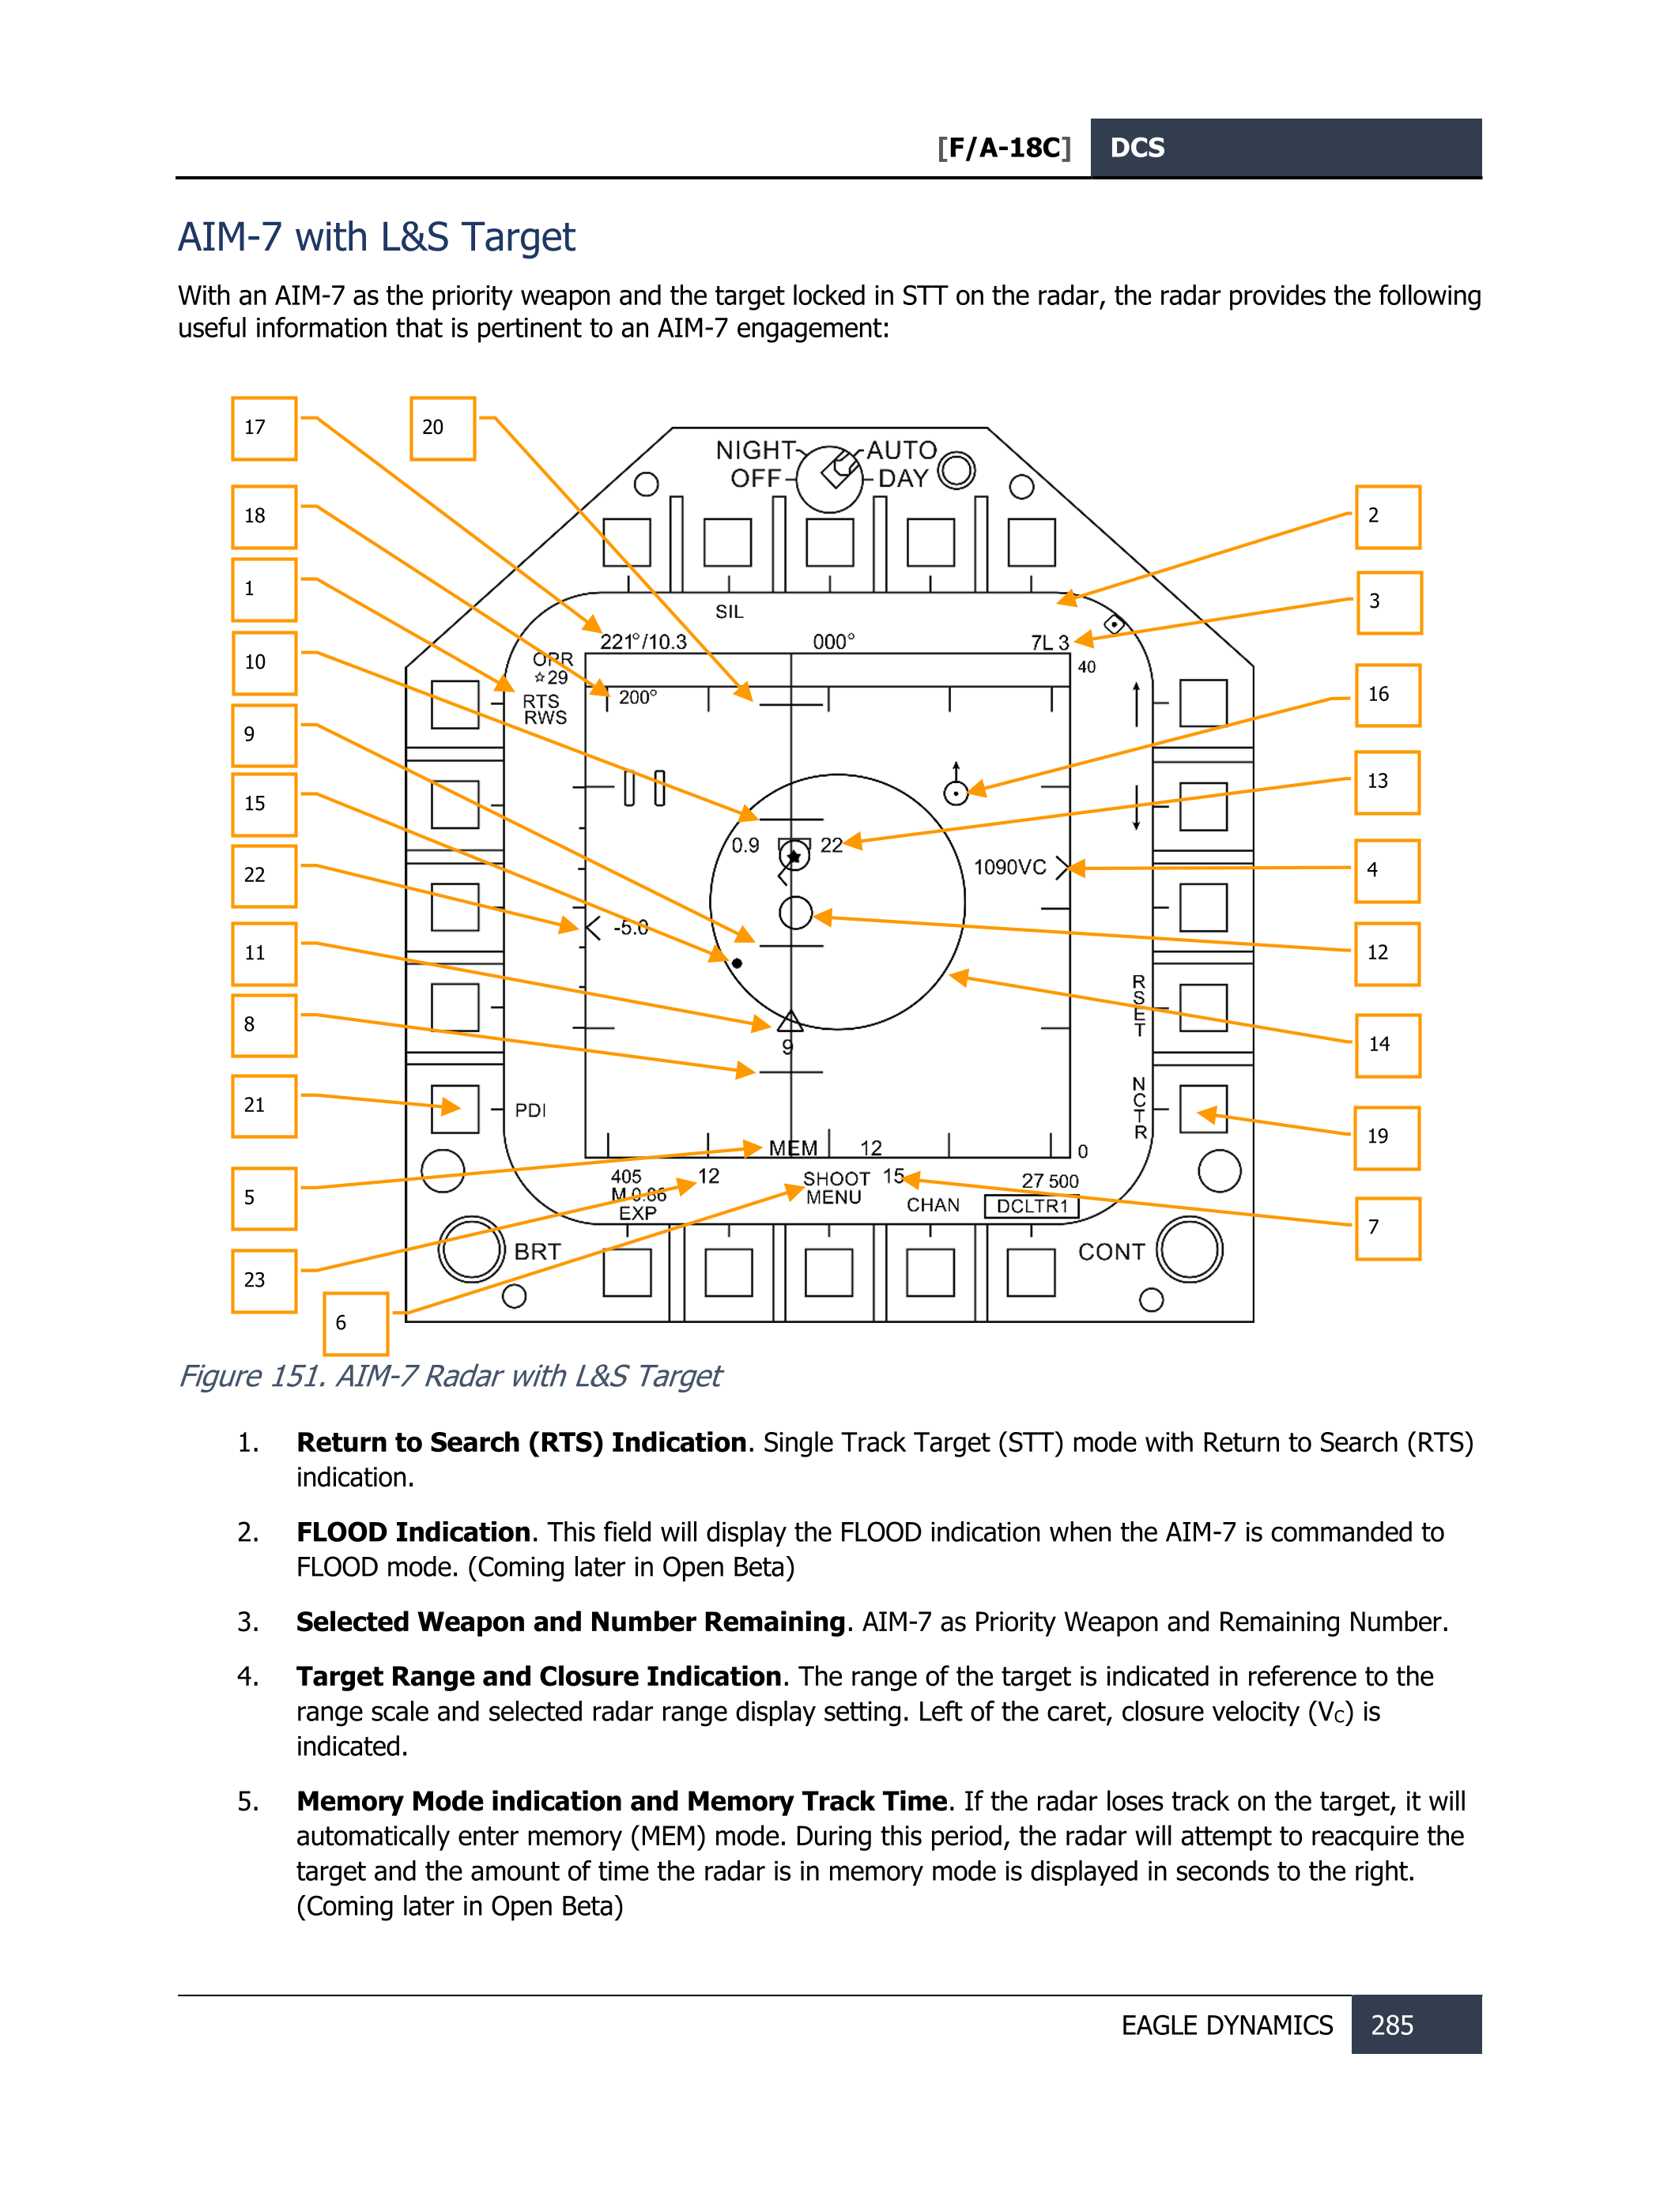 [F/A-18C] DCS
AIM-7 with L&S Target
With an AIM-7 as the priority weapon and the target locked in STT on the radar, the radar provides the following
useful information that is pertinent to an AIM-7 engagement:
17
20
18
1
10
9
15
22
11
8
21
5
23
6
2
3
16
13
4
12
14
19
7
NIGHT AUTO
OFF DAY
SIL
221°/10.3 000° 7L 3
OPR
29
RTS
RWS
200°
40
0.9 22
1090VC
-5.0
9
RSET
NCTR
PDI
MEM 12
0
405 12 SHOOT 15 27 500
M 0.86 MENU CHAN DCLTR1
EXP
BRT CONT
Figure 151. AIM-7 Radar with L&S Target
1. Return to Search (RTS) Indication. Single Track Target (STT) mode with Return to Search (RTS)
indication.
2. FLOOD Indication. This field will display the FLOOD indication when the AIM-7 is commanded to
FLOOD mode. (Coming later in Open Beta)
3. Selected Weapon and Number Remaining. AIM-7 as Priority Weapon and Remaining Number.
4. Target Range and Closure Indication. The range of the target is indicated in reference to the
range scale and selected radar range display setting. Left of the caret, closure velocity (VC) is
indicated.
5. Memory Mode indication and Memory Track Time. If the radar loses track on the target, it will
automatically enter memory (MEM) mode. During this period, the radar will attempt to reacquire the
target and the amount of time the radar is in memory mode is displayed in seconds to the right.
(Coming later in Open Beta)
EAGLE DYNAMICS 285